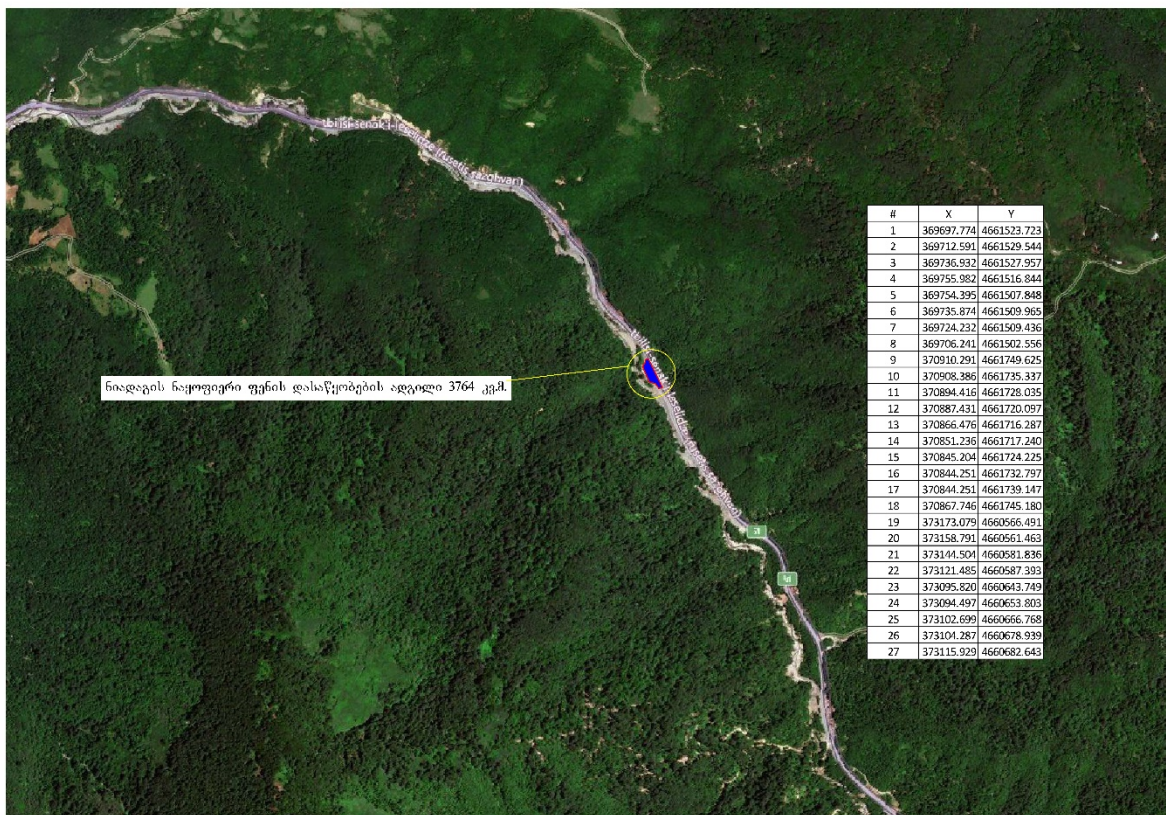 tbilisi-senak'i-leselidze (rusetis sazghvari)
ნიადაგის ნაყოფიერი ფენის დასაწყობების ადგილი 3764 კვ.მ.
# X Y
1 369697.774 4661523.723
2 369712.591 4661529.544
3 369736.932 4661527.957
4 369755.982 4661516.844
5 369754.395 4661507.848
6 369735.874 4661509.965
7 369724.232 4661509.436
8 369706.241 4661502.556
9 370910.291 4661749.625
10 370908.386 4661735.337
11 370894.416 4661728.035
12 370887.431 4661720.097
13 370866.476 4661716.287
14 370851.236 4661717.240
15 370845.204 4661724.225
16 370844.251 4661732.797
17 370844.251 4661739.147
18 370867.746 4661745.180
19 373173.079 4660566.491
20 373158.791 4660561.463
21 373144.504 4660581.836
22 373121.485 4660587.393
23 373095.820 4660643.749
24 373094.497 4660653.803
25 373102.699 4660666.768
26 373104.287 4660678.939
27 373115.929 4660682.643